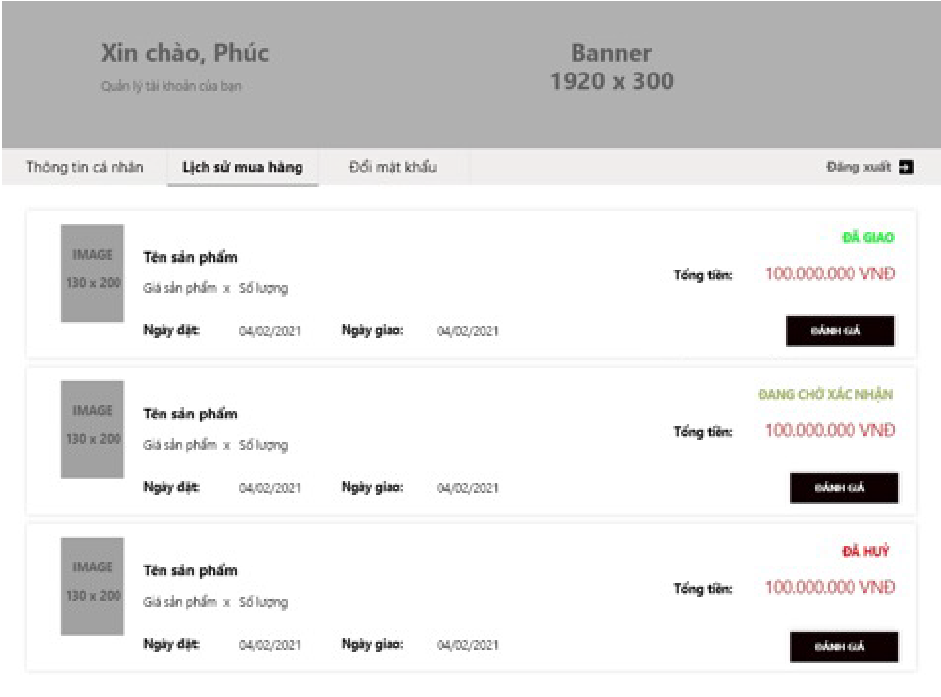 Xin chào, Phúc
Quản lý tài khoản của bạn
Banner
1920 x 300
Thông tin cá nhân
Lịch sử mua hàng
Đổi mật khẩu
Đăng xuất
IMAGE
130 x 200
Tên sản phẩm
Giá sản phẩm x Số lượng
Ngày đặt: 04/02/2021 Ngày giao: 04/02/2021
ĐÃ GIAO
Tổng tiền: 100.000.000 VNĐ
ĐÁNH GIÁ
IMAGE
130 x 200
Tên sản phẩm
Giá sản phẩm x Số lượng
Ngày đặt: 04/02/2021 Ngày giao: 04/02/2021
ĐANG CHỜ XÁC NHẬN
Tổng tiền: 100.000.000 VNĐ
ĐÁNH GIÁ
IMAGE
130 x 200
Tên sản phẩm
Giá sản phẩm x Số lượng
Ngày đặt: 04/02/2021 Ngày giao: 04/02/2021
ĐÃ HUỶ
Tổng tiền: 100.000.000 VNĐ
ĐÁNH GIÁ